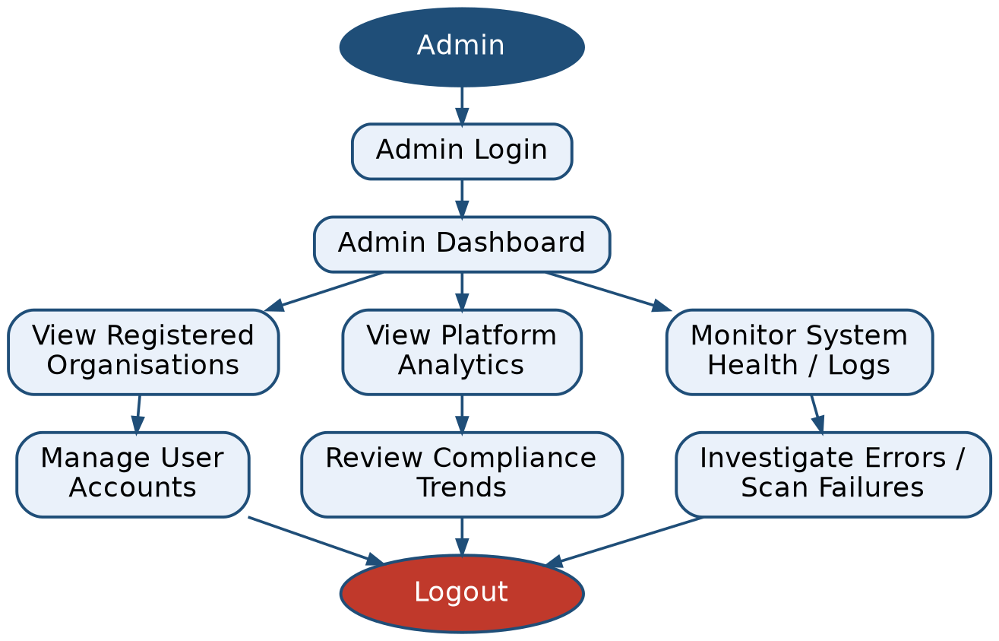 Admin
Admin Login
Admin Dashboard
View Registered
Organisations
View Platform
Analytics
Monitor System
Health / Logs
Manage User
Accounts
Review Compliance
Trends
Investigate Errors /
Scan Failures
Logout